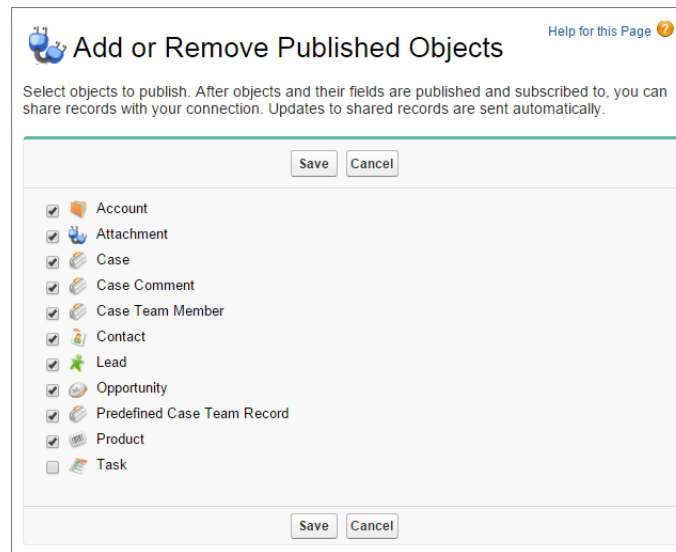 Help for this Page
Add or Remove Published Objects
Select objects to publish. After objects and their fields are published and subscribed to, you can
share records with your connection. Updates to shared records are sent automatically.
Save Cancel
Account
Attachment
Case
Case Comment
Case Team Member
Contact
Lead
Opportunity
Predefined Case Team Record
Product
Task
Save Cancel